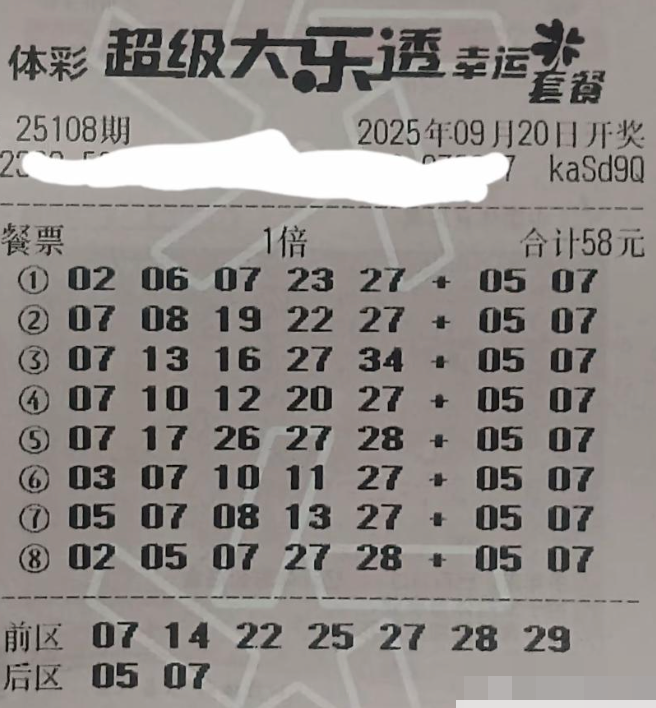 体彩 超级大乐透 幸运套餐
25108期 2025年09月20日开奖
kaSd9Q
餐票 1倍 合计58元
① 02 06 07 23 27 + 05 07
② 07 08 19 22 27 + 05 07
③ 07 13 16 27 34 + 05 07
④ 07 10 12 20 27 + 05 07
⑤ 07 17 26 27 28 + 05 07
⑥ 03 07 10 11 27 + 05 07
⑦ 05 07 08 13 27 + 05 07
⑧ 02 05 07 27 28 + 05 07
前区 07 14 22 25 27 28 29
后区 05 07